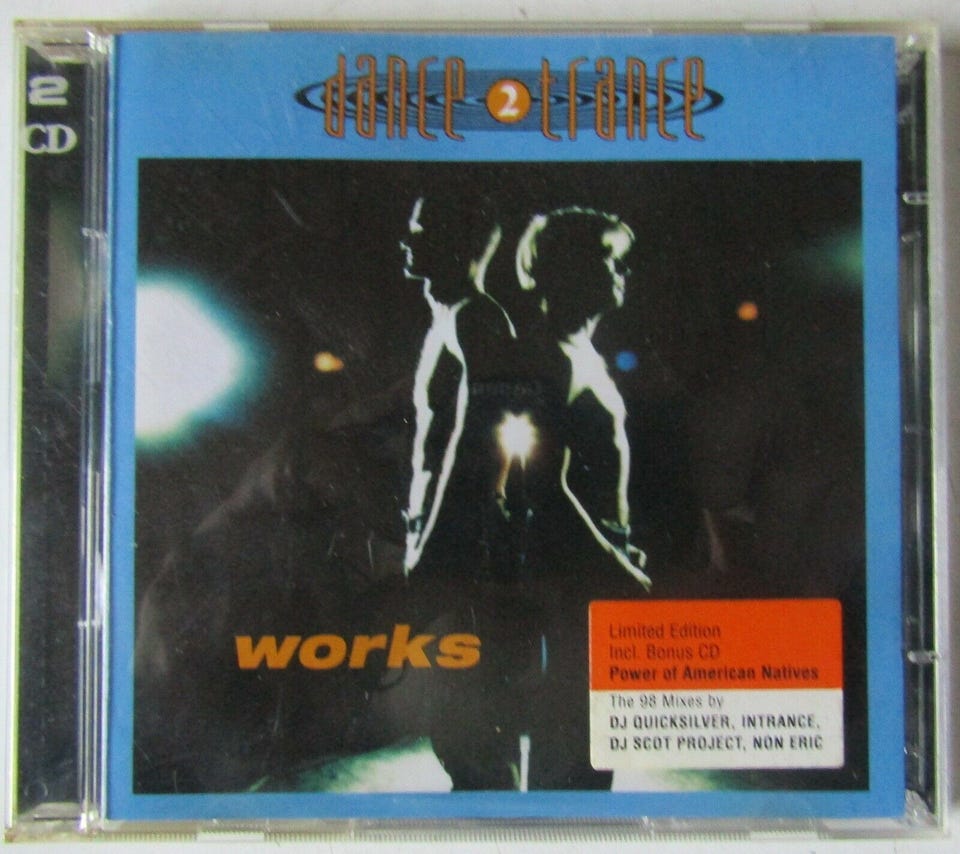 2
CD
dance 2 trance
works
Limited Edition
Incl. Bonus CD
Power of American Natives
The 98 Mixes by
DJ QUICKSILVER, INTRANCE,
DJ SCOT PROJECT, NON ERIC